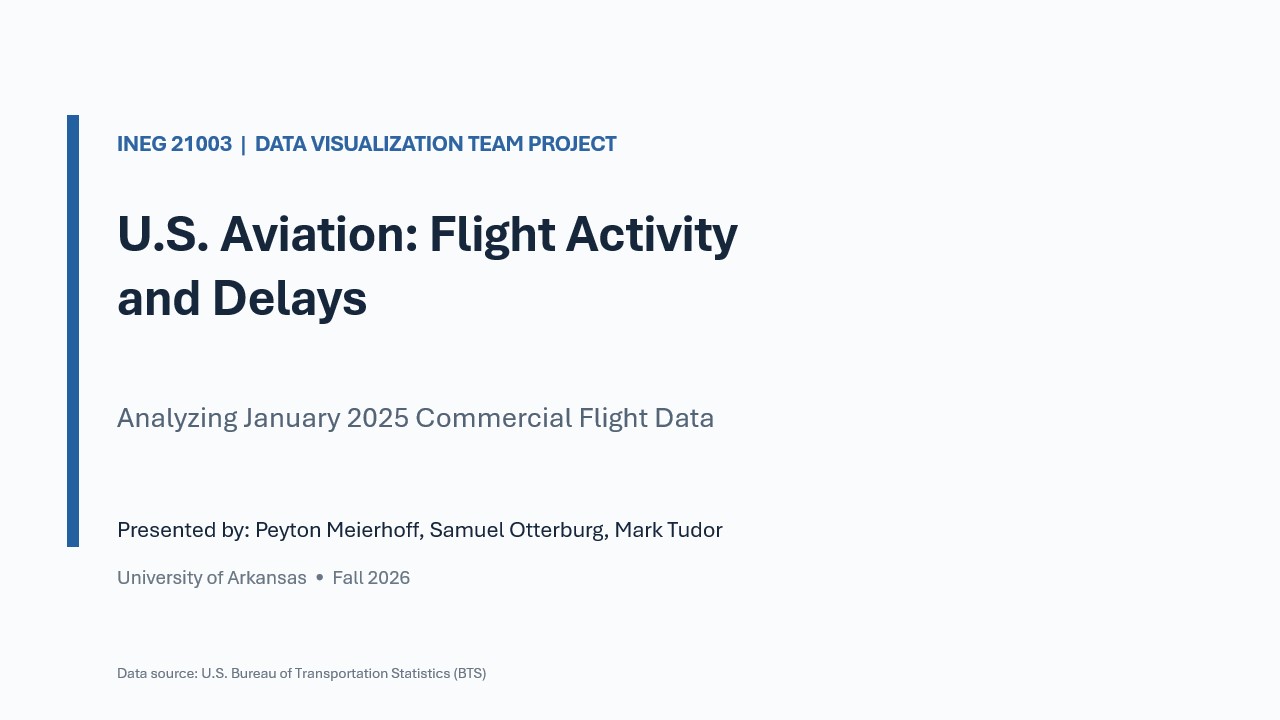 INEG 21003 | DATA VISUALIZATION TEAM PROJECT
U.S. Aviation: Flight Activity
and Delays
Analyzing January 2025 Commercial Flight Data
Presented by: Peyton Meierhoff, Samuel Otterburg, Mark Tudor
University of Arkansas • Fall 2026
Data source: U.S. Bureau of Transportation Statistics (BTS)